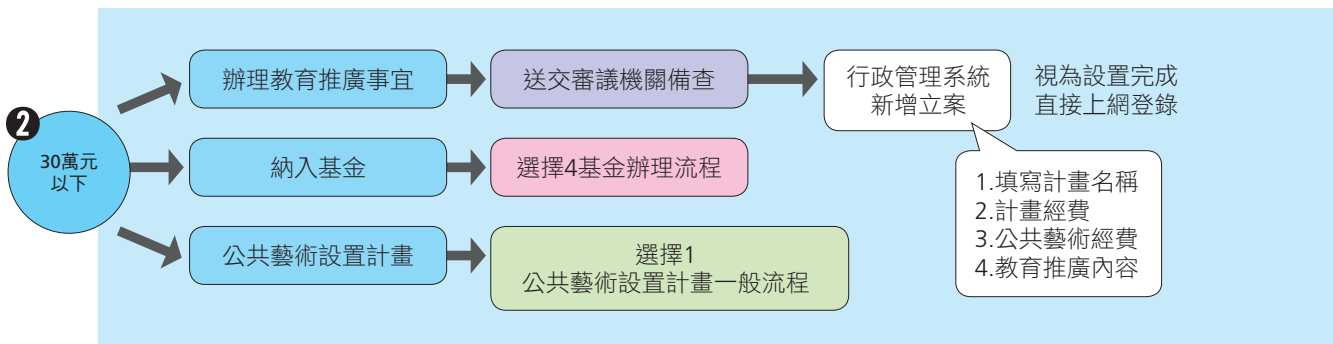 2
30萬元
以下
辦理教育推廣事宜
送交審議機關備查
行政管理系統
新增立案
視為設置完成
直接上網登錄
納入基金
選擇4基金辦理流程
1.填寫計畫名稱
2.計畫經費
3.公共藝術經費
4.教育推廣內容
公共藝術設置計畫
選擇1
公共藝術設置計畫一般流程